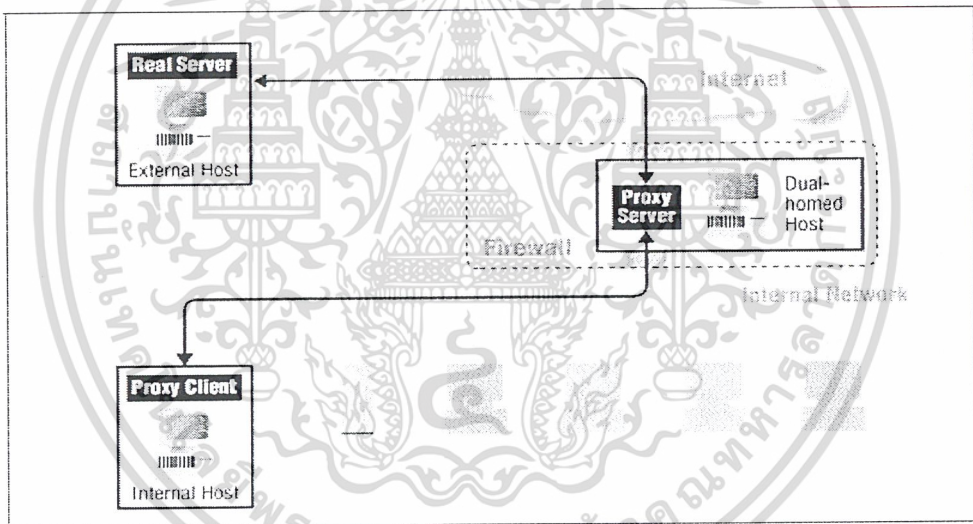 Real Server
External Host
Internet
Proxy
Server
Dual-
homed
Host
Firewall
Internal Network
Proxy Client
Internal Host